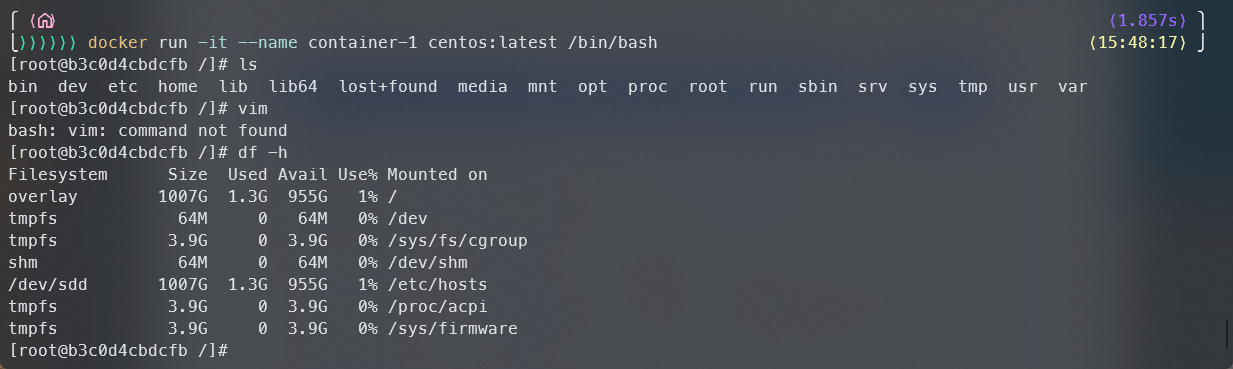 ⟨1.857s⟩
⟩⟩⟩⟩⟩⟩ docker run -it --name container-1 centos:latest /bin/bash ⟨15:48:17⟩
[root@b3c0d4cbdcfb /]# ls
bin  dev  etc  home  lib  lib64  lost+found  media  mnt  opt  proc  root  run  sbin  srv  sys  tmp  usr  var
[root@b3c0d4cbdcfb /]# vim
bash: vim: command not found
[root@b3c0d4cbdcfb /]# df -h
Filesystem      Size  Used Avail Use% Mounted on
overlay        1007G  1.3G  955G   1% /
tmpfs            64M     0   64M   0% /dev
tmpfs           3.9G     0  3.9G   0% /sys/fs/cgroup
shm              64M     0   64M   0% /dev/shm
/dev/sdd       1007G  1.3G  955G   1% /etc/hosts
tmpfs           3.9G     0  3.9G   0% /proc/acpi
tmpfs           3.9G     0  3.9G   0% /sys/firmware
[root@b3c0d4cbdcfb /]#